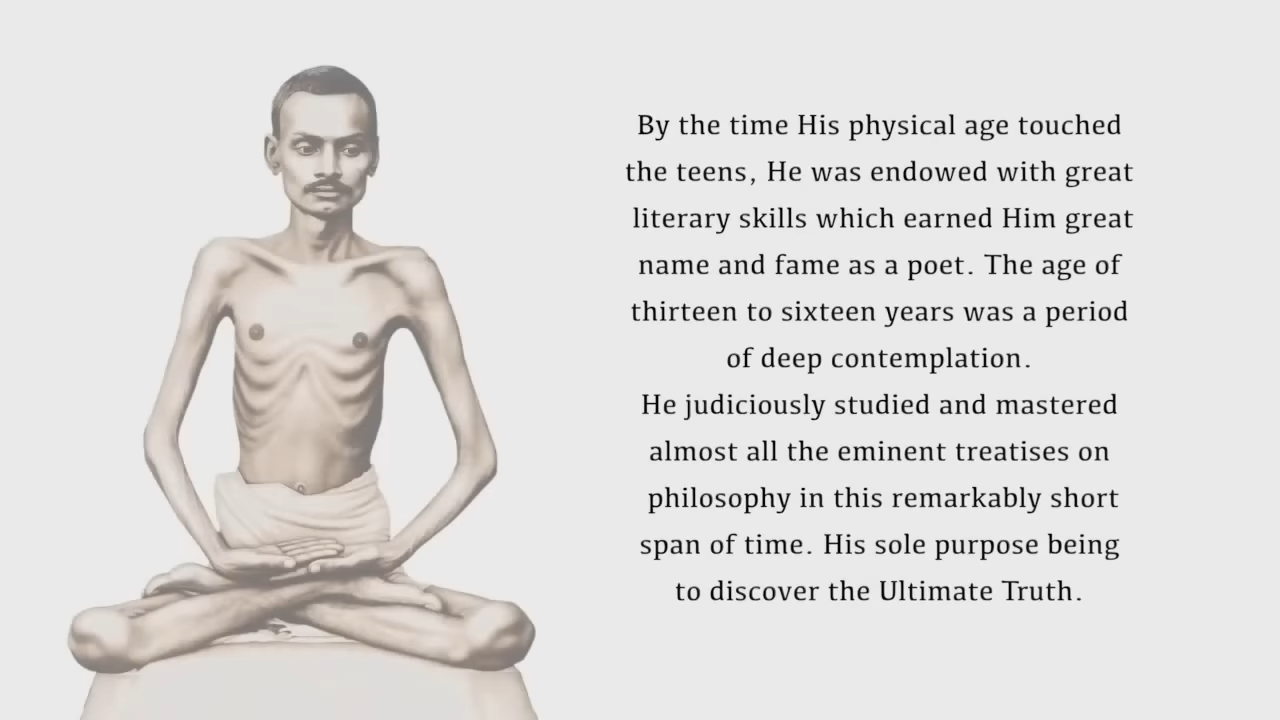 By the time His physical age touched
the teens, He was endowed with great
literary skills which earned Him great
name and fame as a poet. The age of
thirteen to sixteen years was a period
of deep contemplation.
He judiciously studied and mastered
almost all the eminent treatises on
philosophy in this remarkably short
span of time. His sole purpose being
to discover the Ultimate Truth.